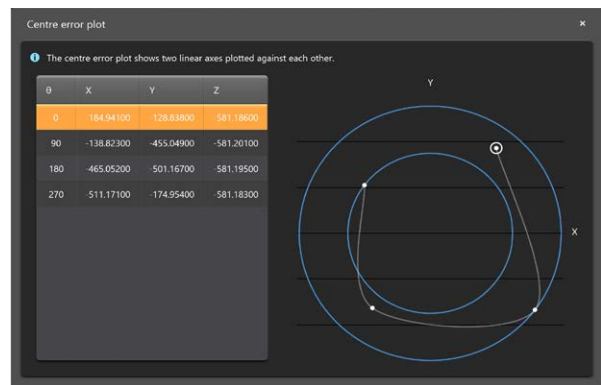 Centre error plot ×
The centre error plot shows two linear axes plotted against each other.
θ X Y Z
0 -184.94100 -128.83800 -581.18600
90 -138.82300 -455.04900 -581.20100
180 -465.05200 -501.16700 -581.19500
270 -511.17100 -174.95400 -581.18300
Y
X